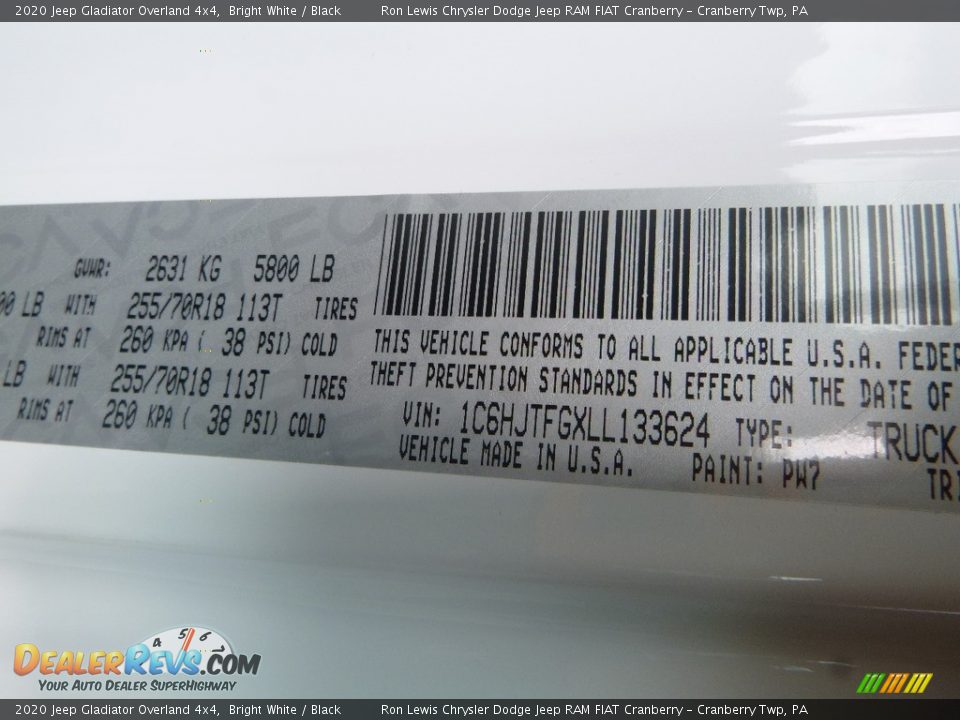 2020 Jeep Gladiator Overland 4x4, Bright White / Black Ron Lewis Chrysler Dodge Jeep RAM FIAT Cranberry – Cranberry Twp, PA
GVWR: 2631 KG 5800 LB
00 LB WITH 255/70R18 113T TIRES
RIMS AT 260 KPA ( 38 PSI) COLD
LB WITH 255/70R18 113T TIRES
RIMS AT 260 KPA ( 38 PSI) COLD
THIS VEHICLE CONFORMS TO ALL APPLICABLE U.S.A. FEDER
THEFT PREVENTION STANDARDS IN EFFECT ON THE DATE OF
VIN: 1C6HJTFGXLL133624 TYPE: TRUCK
VEHICLE MADE IN U.S.A. PAINT: PW7
TRI
4 5 6
DEALERREVS.COM
YOUR AUTO DEALER SUPERHIGHWAY
2020 Jeep Gladiator Overland 4x4, Bright White / Black Ron Lewis Chrysler Dodge Jeep RAM FIAT Cranberry – Cranberry Twp, PA